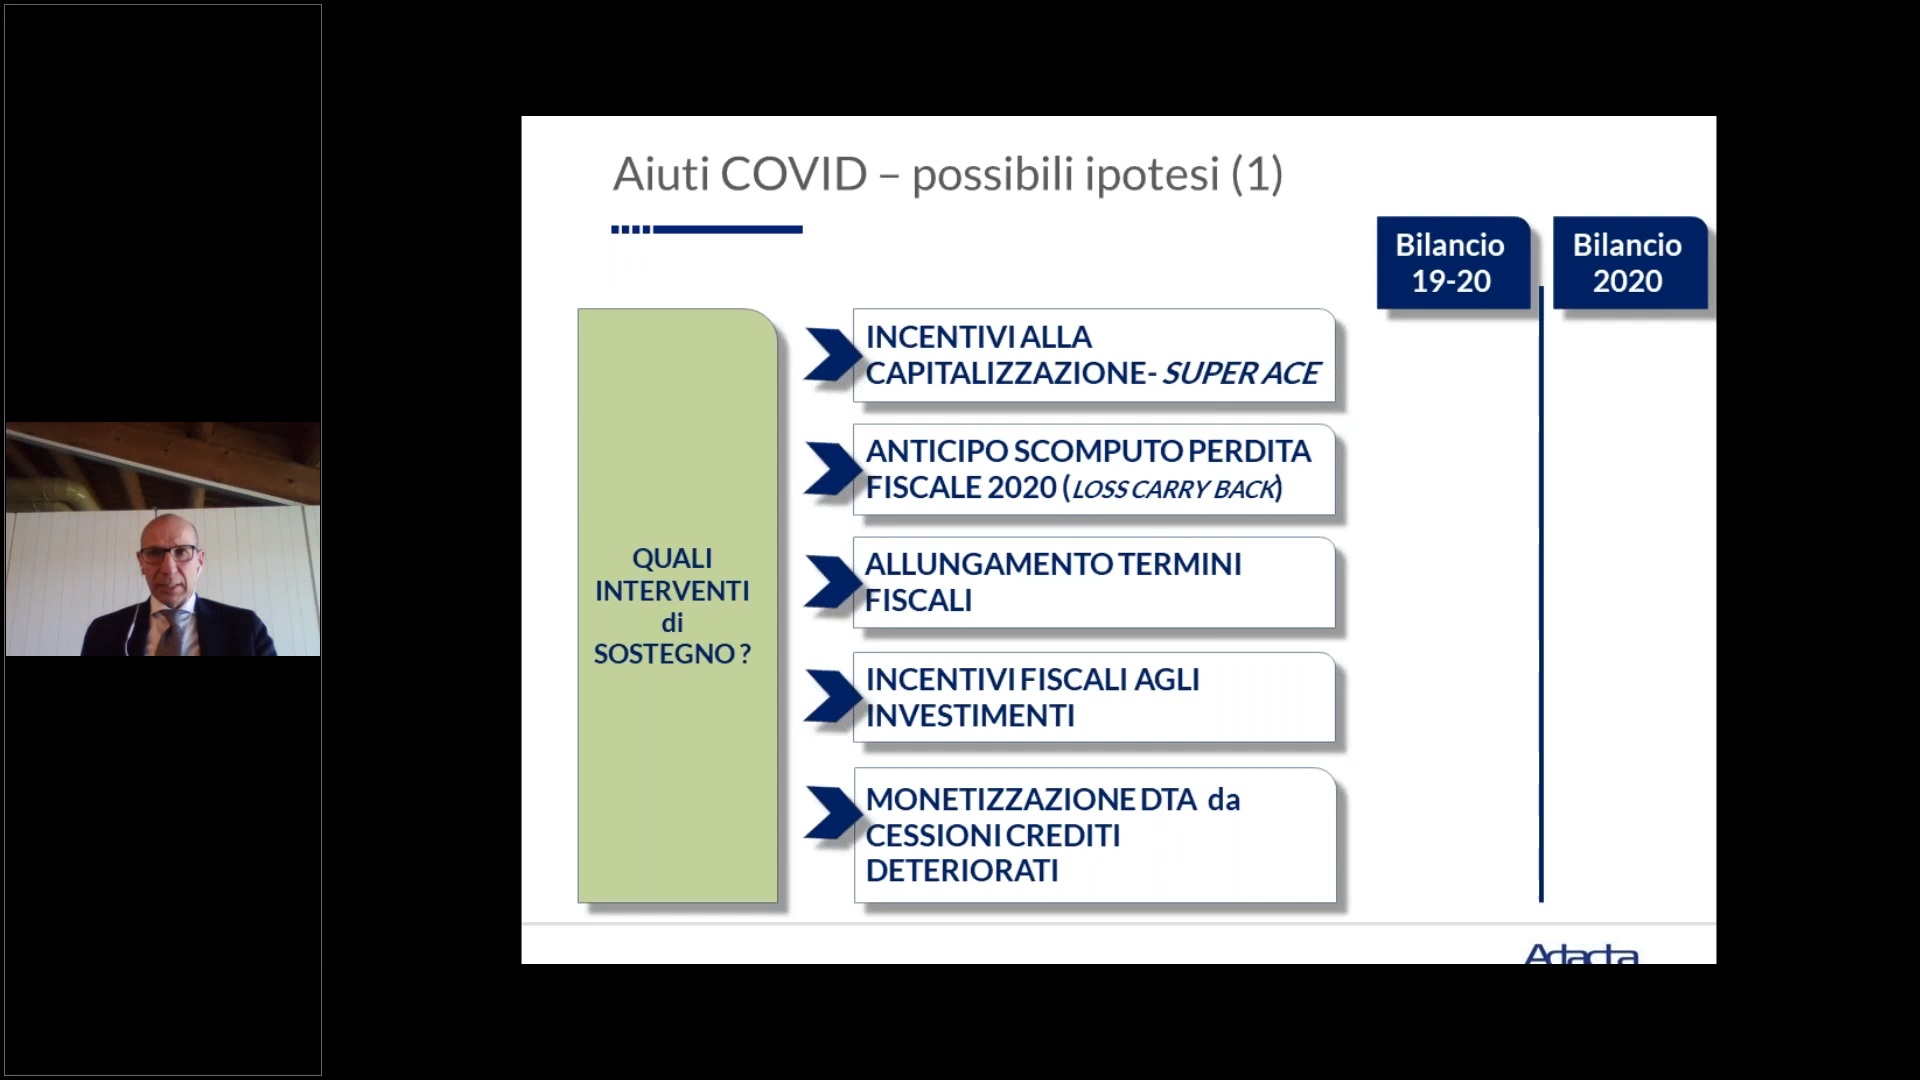 Aiuti COVID – possibili ipotesi (1)
Bilancio
19-20
Bilancio
2020
QUALI
INTERVENTI
di
SOSTEGNO ?
INCENTIVI ALLA
CAPITALIZZAZIONE- SUPER ACE
ANTICIPO SCOMPUTO PERDITA
FISCALE 2020 (LOSS CARRY BACK)
ALLUNGAMENTO TERMINI
FISCALI
INCENTIVI FISCALI AGLI
INVESTIMENTI
MONETIZZAZIONE DTA da
CESSIONI CREDITI
DETERIORATI
Adacta